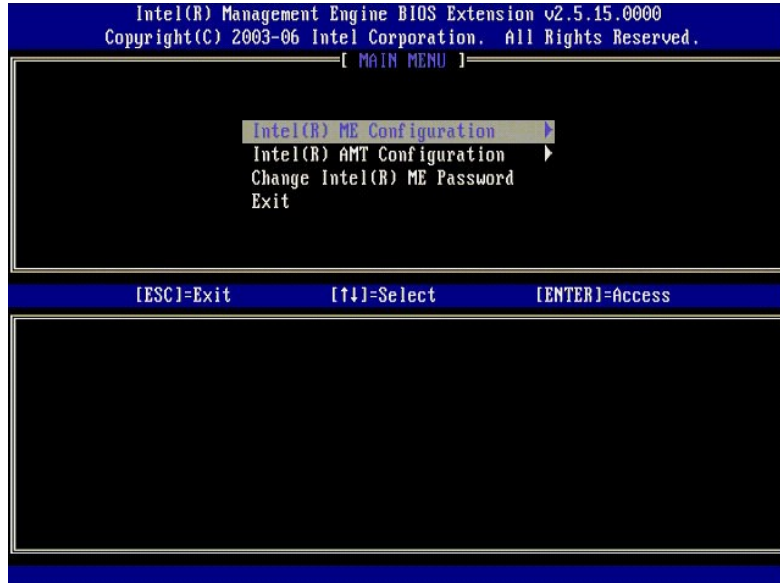 Intel(R) Management Engine BIOS Extension v2.5.15.0000
Copyright(C) 2003-06 Intel Corporation. All Rights Reserved.
[ MAIN MENU ]
Intel(R) ME Configuration ►
Intel(R) AMT Configuration ►
Change Intel(R) ME Password
Exit
[ESC]=Exit [↑↓]=Select [ENTER]=Access